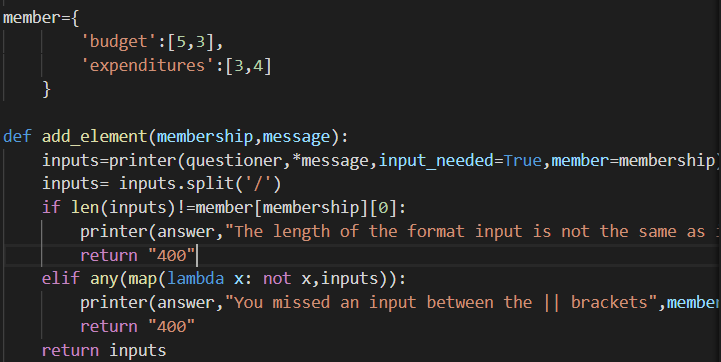 member={
'budget':[5,3],
'expenditures':[3,4]
}
def add_element(membership,message):
inputs=printer(questioner,*message,input_needed=True,member=membership)
inputs= inputs.split('/')
if len(inputs)!=member[membership][0]:
printer(answer,"The length of the format input is not the same as
return "400"
elif any(map(lambda x: not x,inputs)):
printer(answer,"You missed an input between the || brackets",member
return "400"
return inputs